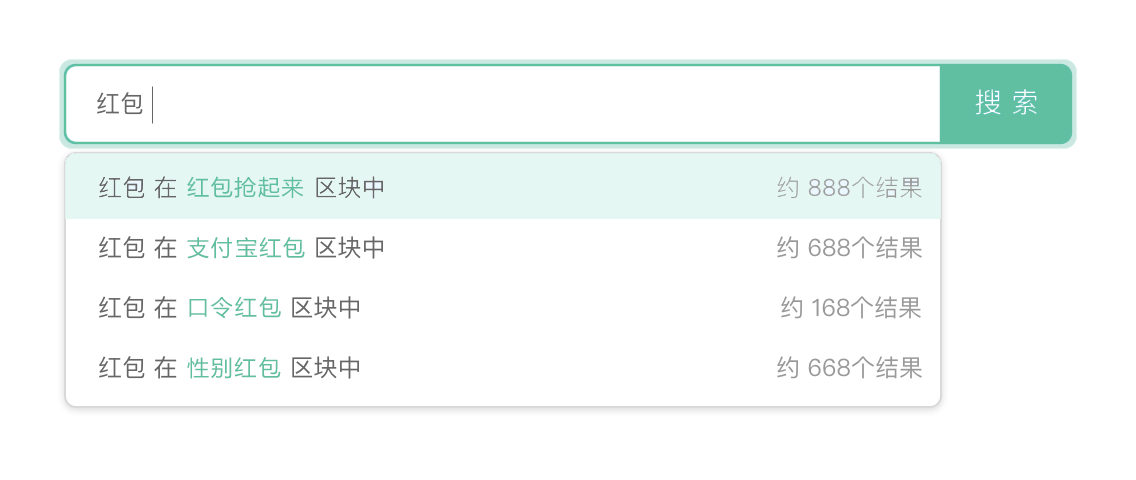 红包 搜 索
红包 在 红包抢起来 区块中 约 888个结果
红包 在 支付宝红包 区块中 约 688个结果
红包 在 口令红包 区块中 约 168个结果
红包 在 性别红包 区块中 约 668个结果